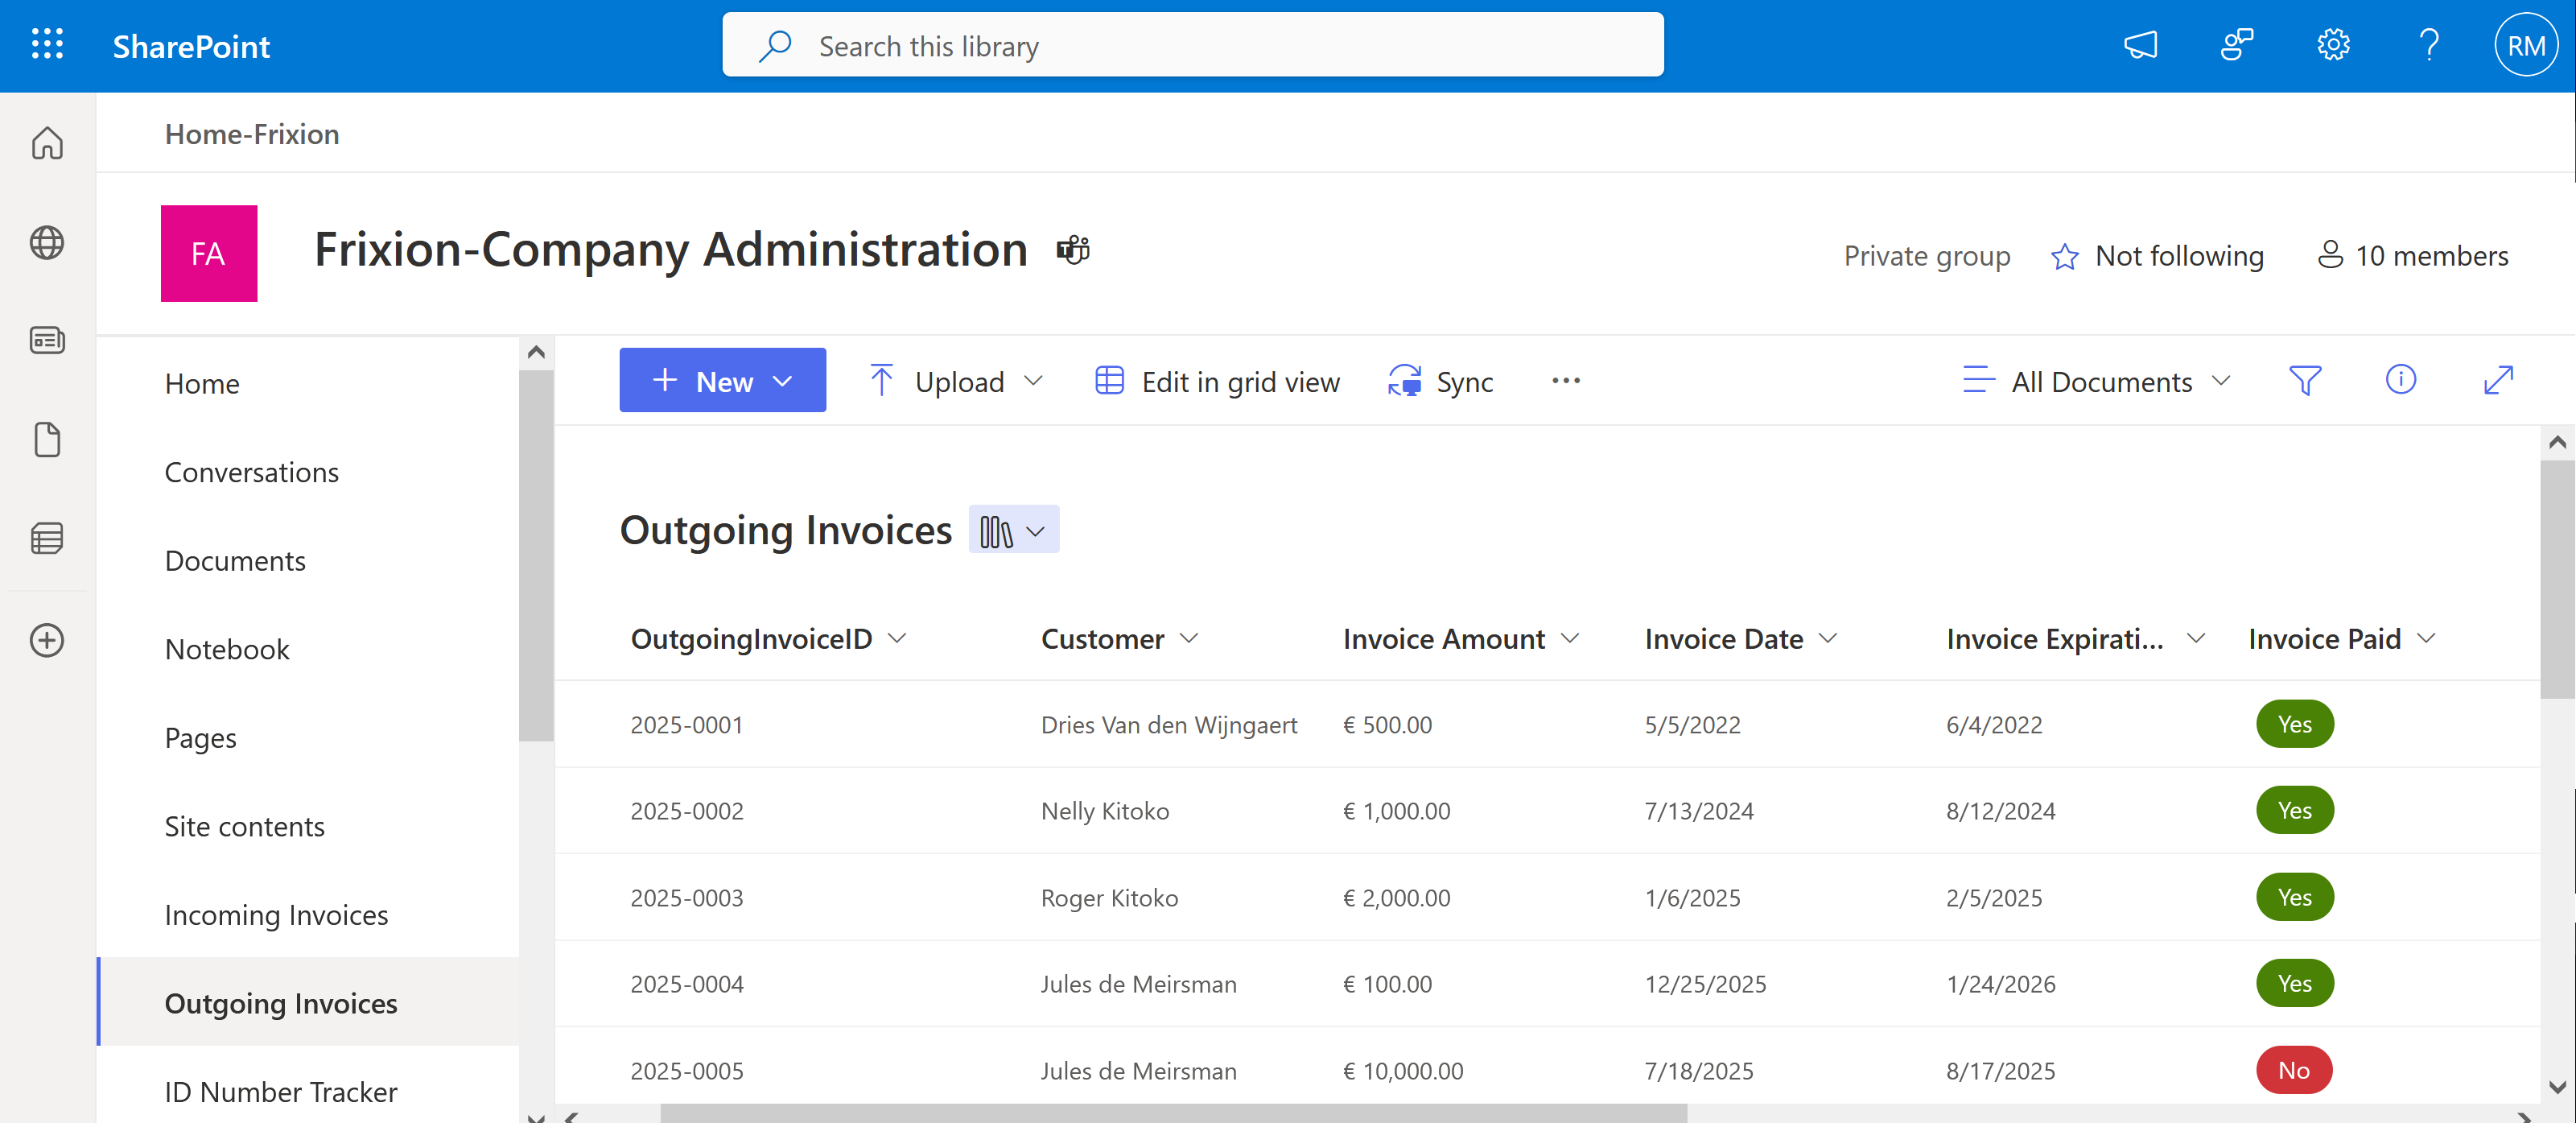 SharePoint
Search this library
RM
Home-Frixion
FA
Frixion-Company Administration
Private group
Not following
10 members
Home
Conversations
Documents
Notebook
Pages
Site contents
Incoming Invoices
Outgoing Invoices
ID Number Tracker
New
Upload
Edit in grid view
Sync
All Documents
Outgoing Invoices
OutgoingInvoiceID Customer Invoice Amount Invoice Date Invoice Expirati... Invoice Paid
2025-0001 Dries Van den Wijngaert € 500.00 5/5/2022 6/4/2022 Yes
2025-0002 Nelly Kitoko € 1,000.00 7/13/2024 8/12/2024 Yes
2025-0003 Roger Kitoko € 2,000.00 1/6/2025 2/5/2025 Yes
2025-0004 Jules de Meirsman € 100.00 12/25/2025 1/24/2026 Yes
2025-0005 Jules de Meirsman € 10,000.00 7/18/2025 8/17/2025 No